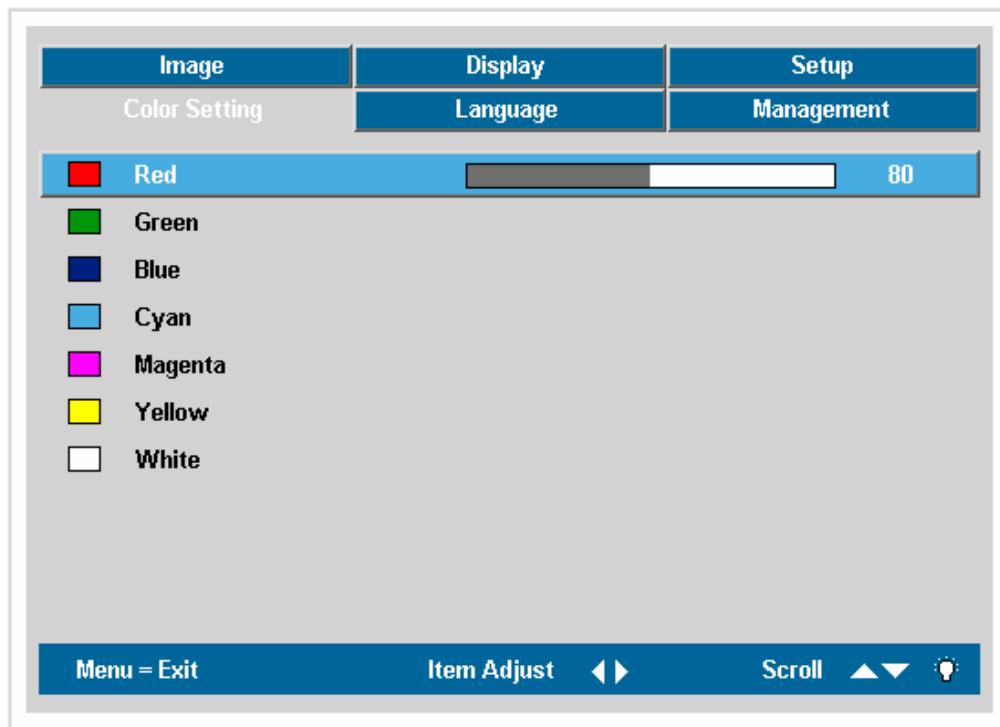 Image Display Setup
Color Setting Language Management
Red 80
Green
Blue
Cyan
Magenta
Yellow
White
Menu = Exit Item Adjust Scroll